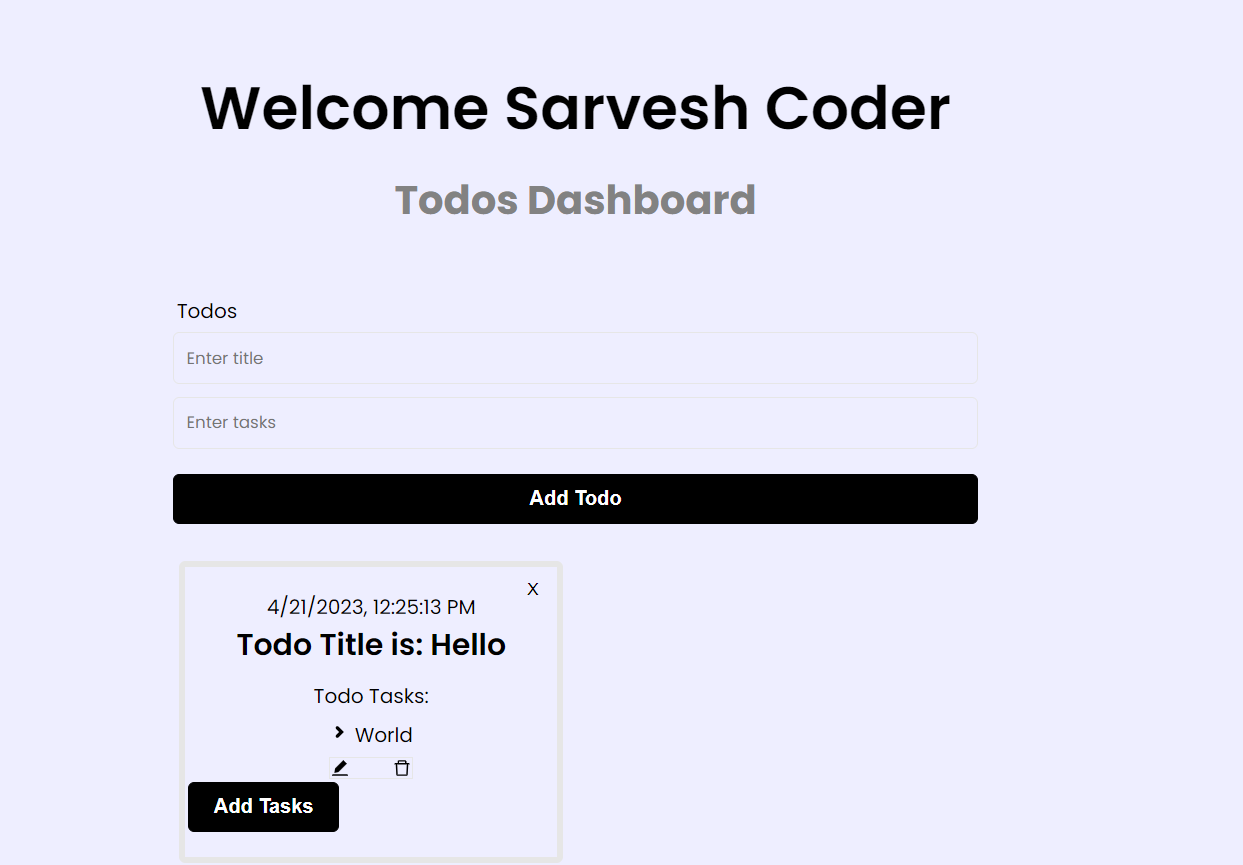 Welcome Sarvesh Coder
Todos Dashboard
Todos
Enter title
Enter tasks
Add Todo
X
4/21/2023, 12:25:13 PM
Todo Title is: Hello
Todo Tasks:
World
Add Tasks